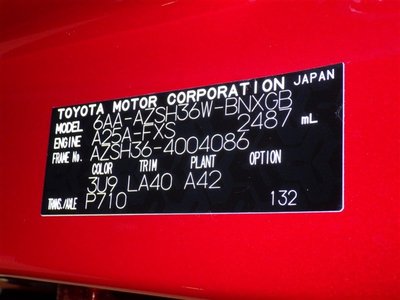 TOYOTA MOTOR CORPORATION JAPAN
MODEL 6AA-AZSH36W-BNXGB
ENGINE A25A-FXS 2487 mL
FRAME No. AZSH36-4004086
COLOR TRIM PLANT OPTION
3U9 LA40 A42
TRANS./AXLE P710 132